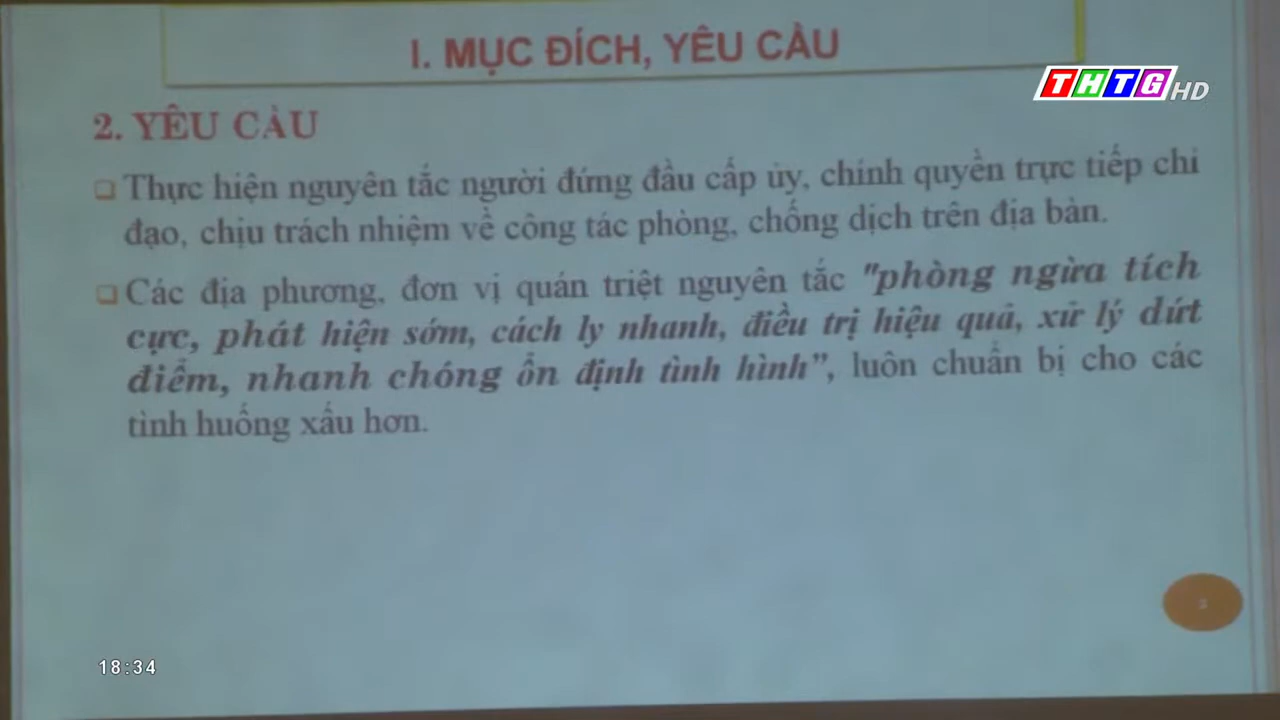 I. MỤC ĐÍCH, YÊU CẦU
THTG HD
2. YÊU CẦU
Thực hiện nguyên tắc người đứng đầu cấp ủy, chính quyền trực tiếp chỉ
đạo, chịu trách nhiệm về công tác phòng, chống dịch trên địa bàn.
Các địa phương, đơn vị quán triệt nguyên tắc "phòng ngừa tích
cực, phát hiện sớm, cách ly nhanh, điều trị hiệu quả, xử lý dứt
điểm, nhanh chóng ổn định tình hình”, luôn chuẩn bị cho các
tình huống xấu hơn.
18:34